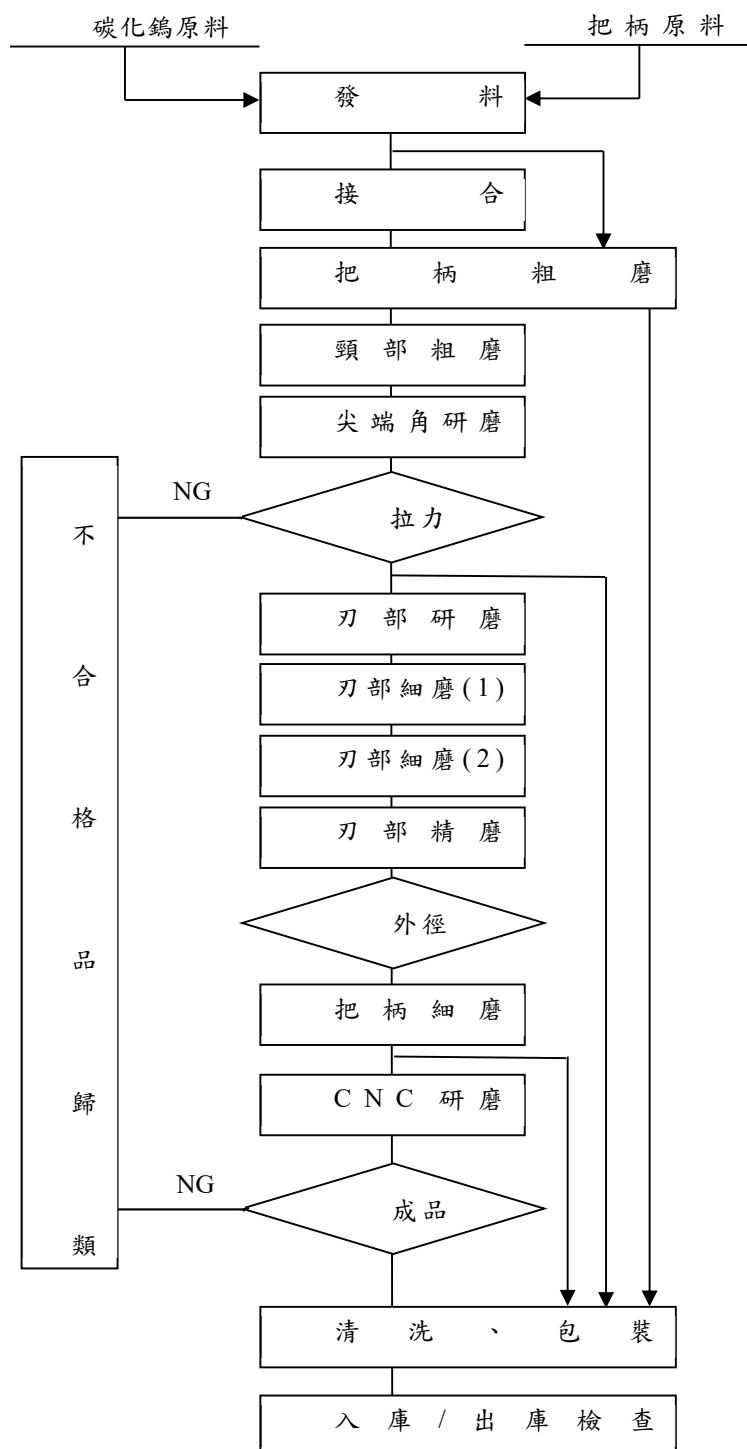 碳化鎢原料
把柄原料
發料
接合
把柄粗磨
頸部粗磨
尖端角研磨
NG
拉力
刃部研磨
刃部細磨(1)
刃部細磨(2)
刃部精磨
外徑
把柄細磨
CNC研磨
NG
成品
不合格品歸類
清洗、包裝
入庫/出庫檢查